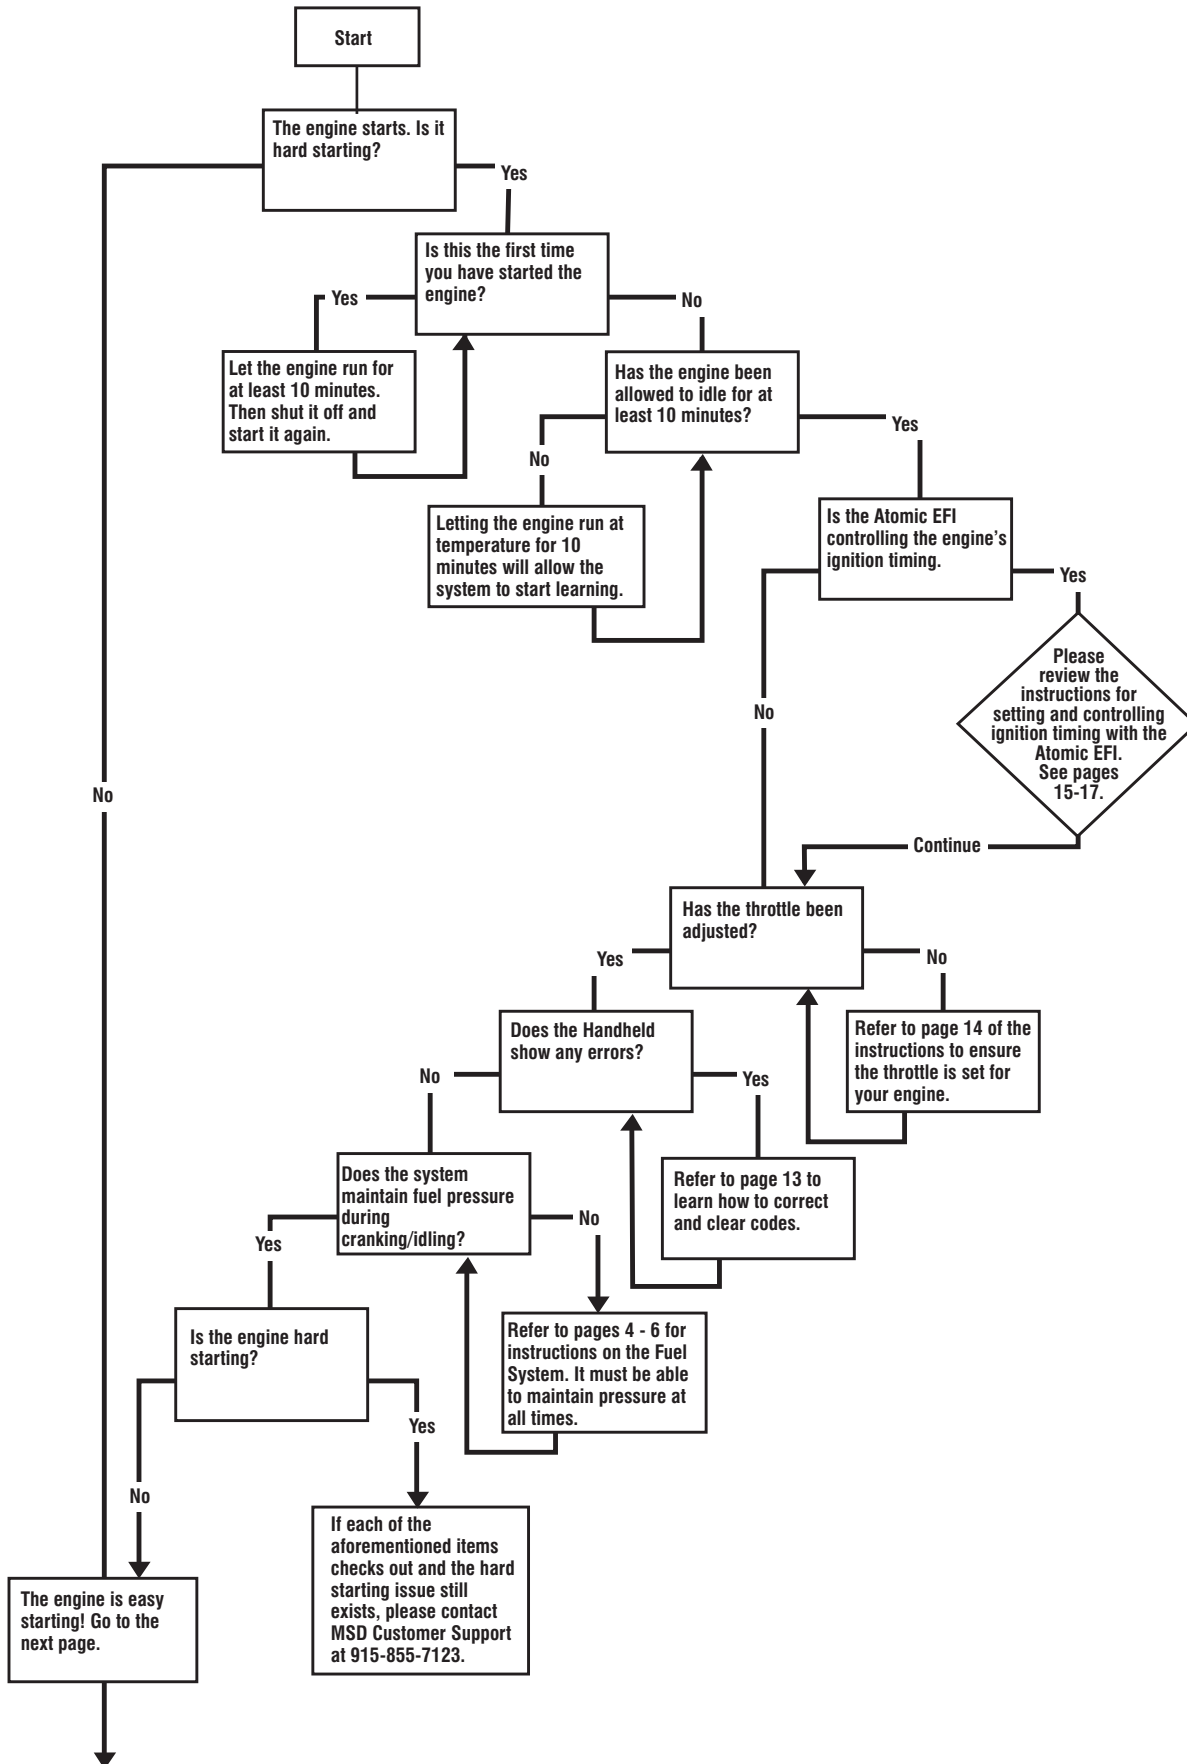 Start
The engine starts. Is it
hard starting?
Yes
Is this the first time
you have started the
engine?
Yes
No
Let the engine run for
at least 10 minutes.
Then shut it off and
start it again.
Has the engine been
allowed to idle for at
least 10 minutes?
Yes
No
Letting the engine run at
temperature for 10
minutes will allow the
system to start learning.
Is the Atomic EFI
controlling the engine's
ignition timing.
Yes
Please
review the
instructions for
setting and controlling
ignition timing with the
Atomic EFI.
See pages
15-17.
No
No
Continue
Has the throttle been
adjusted?
Yes
No
Refer to page 14 of the
instructions to ensure
the throttle is set for
your engine.
Does the Handheld
show any errors?
No
Yes
Refer to page 13 to
learn how to correct
and clear codes.
Does the system
maintain fuel pressure
during
cranking/idling?
Yes
No
Refer to pages 4 - 6 for
instructions on the Fuel
System. It must be able
to maintain pressure at
all times.
Is the engine hard
starting?
Yes
No
If each of the
aforementioned items
checks out and the hard
starting issue still
exists, please contact
MSD Customer Support
at 915-855-7123.
The engine is easy
starting! Go to the
next page.